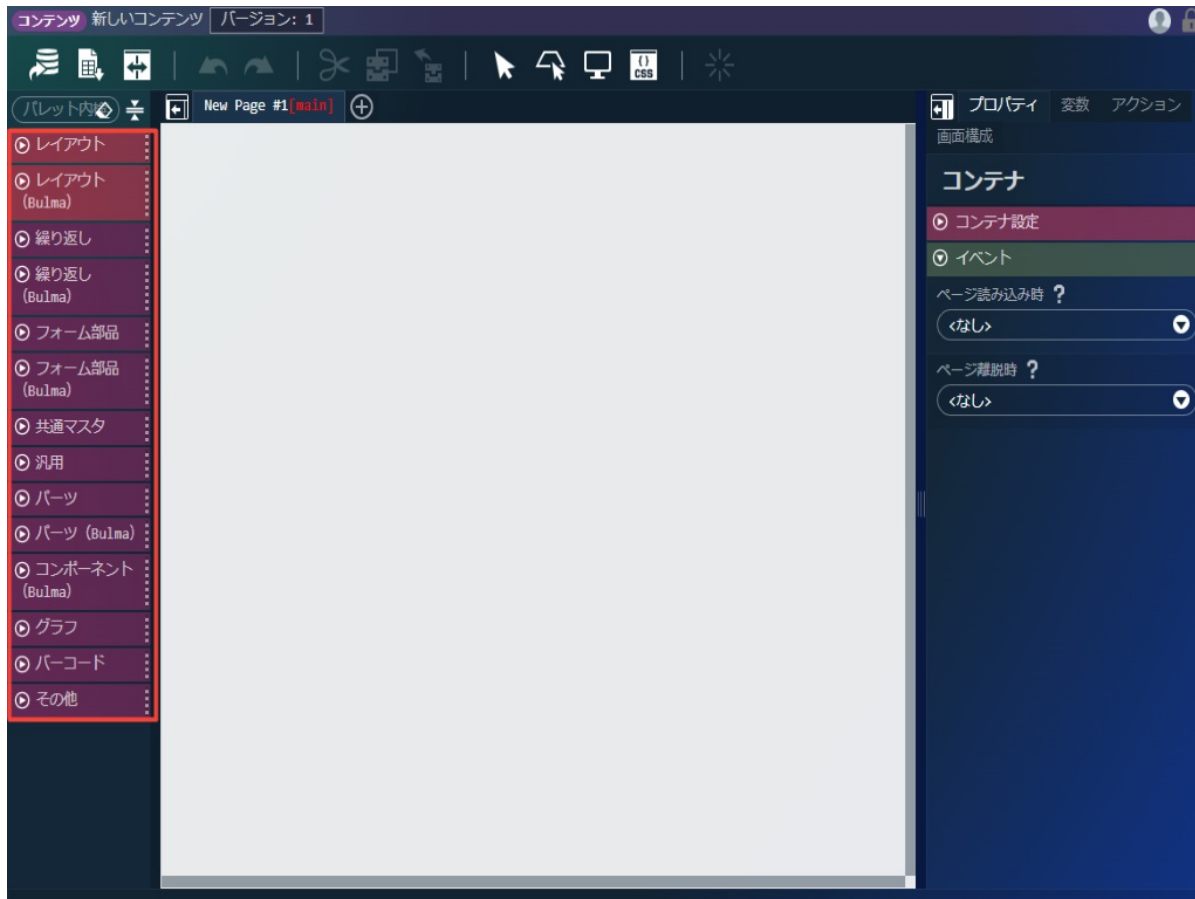 コンテンツ 新しいコンテンツ バージョン: 1
{} CSS
パレット内検
New Page #1[main]
プロパティ 変数 アクション
画面構成
レイアウト
レイアウト
(Bulma)
繰り返し
繰り返し
(Bulma)
フォーム部品
フォーム部品
(Bulma)
共通マスタ
汎用
パーツ
パーツ (Bulma)
コンポーネント
(Bulma)
グラフ
バーコード
その他
コンテナ
コンテナ設定
イベント
ページ読み込み時 ?
<なし>
ページ離脱時 ?
<なし>